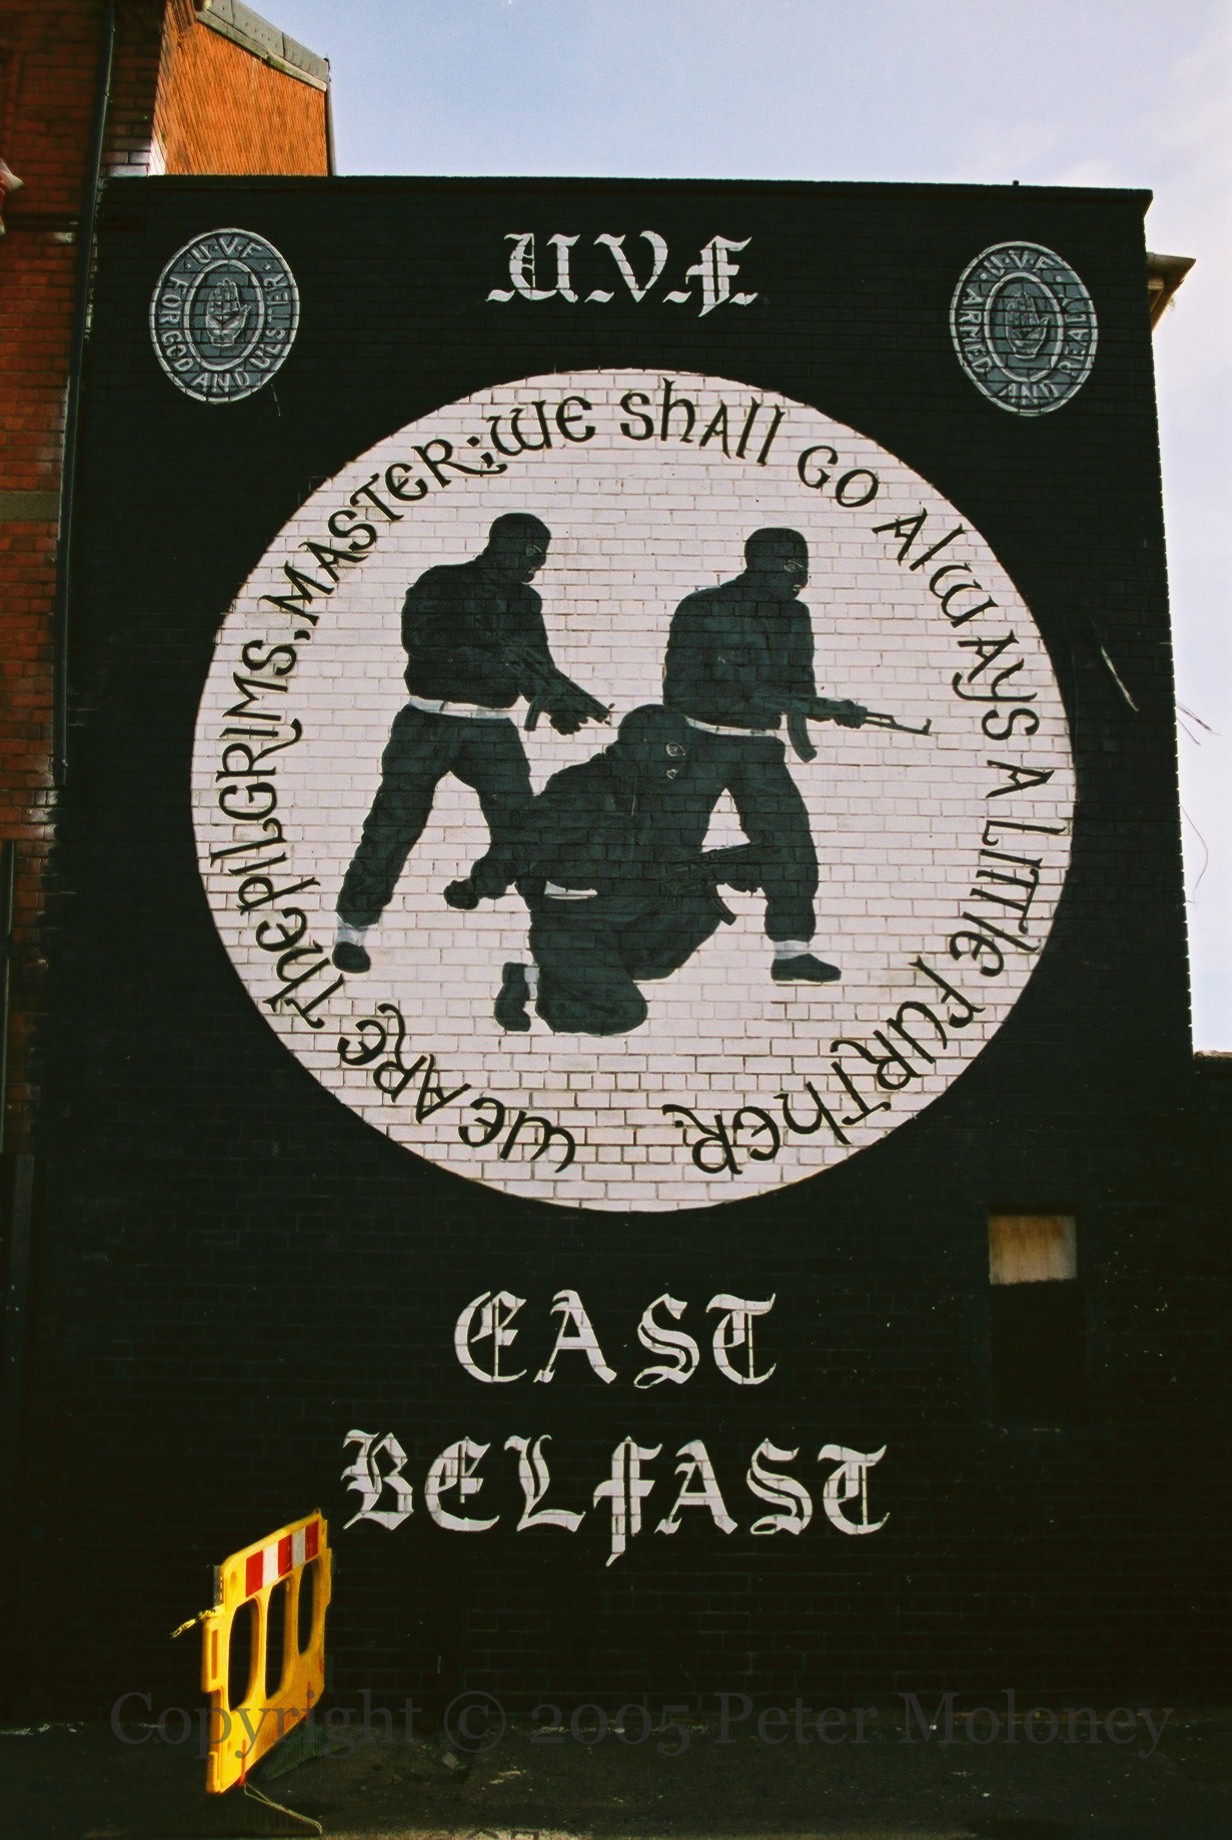 U.V.F.
U·V·F·
FOR GOD AND ULSTER
U·V·F·
ARMED AND READY
WE ARE THE PILGRIMS, MASTER; WE SHALL GO ALWAYS A LITTLE FURTHER.
EAST
BELFAST
Copyright © 2005 Peter Moloney